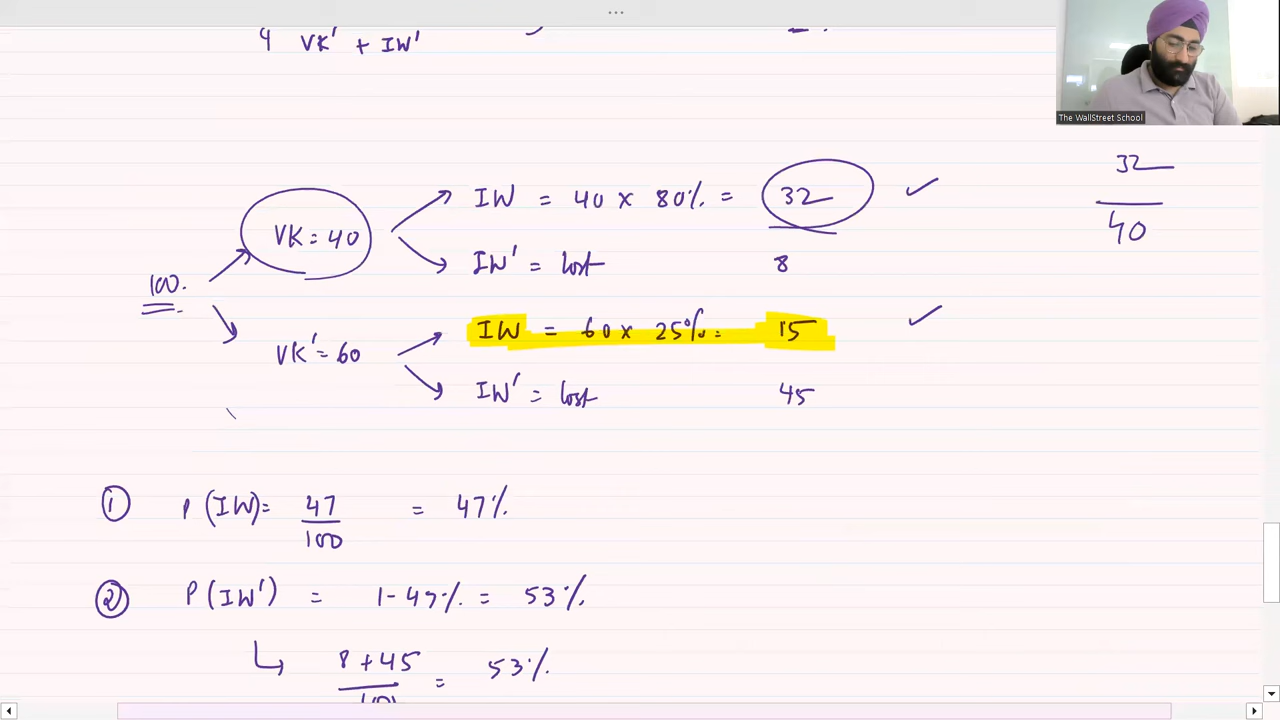 4 VK' + IW'
The WallStreet School
32
40
IW = 40 x 80% = 32 ✓
VK = 40
IW' = lost 8
100.
IW = 60 x 25% = 15 ✓
VK' = 60
IW' = lost 45
① P(IW) = 47 = 47%
100
② P(IW') = 1 - 47% = 53%
8 + 45 = 53%
100